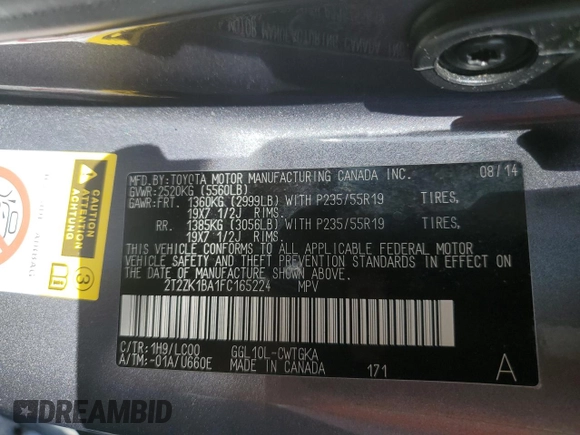 MFD.BY:TOYOTA MOTOR MANUFACTURING CANADA INC. 08/14
GVWR:2520KG (5560LB)
GAWR:FRT. 1360KG (2999LB) WITH P235/55R19 TIRES,
19X7 1/2J RIMS.
RR. 1385KG (3056LB) WITH P235/55R19 TIRES,
19X7 1/2J RIMS.
THIS VEHICLE CONFORMS TO ALL APPLICABLE FEDERAL MOTOR
VEHICLE SAFETY AND THEFT PREVENTION STANDARDS IN EFFECT ON
THE DATE OF MANUFACTURE SHOWN ABOVE.
2T2ZK1BA1FC165224 MPV
C/TR:1H9/LC00 GGL10L-CWTGKA
A/TM:-01A/U660E MADE IN CANADA 171 A
CAUTION
ATTENTION
ACHTUNG
AIRBAG
3
DREAMBID